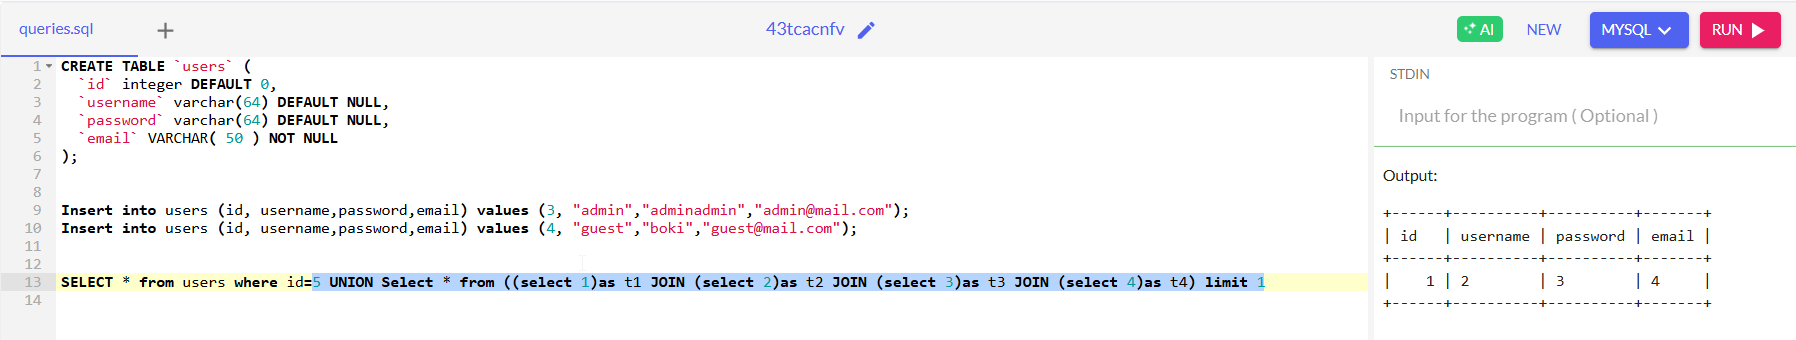 queries.sql + 43tcacnfv AI NEW MYSQL RUN
1 CREATE TABLE `users` (
2   `id` integer DEFAULT 0,
3   `username` varchar(64) DEFAULT NULL,
4   `password` varchar(64) DEFAULT NULL,
5   `email` VARCHAR( 50 ) NOT NULL
6 );
7
8
9 Insert into users (id, username,password,email) values (3, "admin","adminadmin","admin@mail.com");
10 Insert into users (id, username,password,email) values (4, "guest","boki","guest@mail.com");
11
12
13 SELECT * from users where id=5 UNION Select * from ((select 1)as t1 JOIN (select 2)as t2 JOIN (select 3)as t3 JOIN (select 4)as t4) limit 1
14
STDIN
Input for the program ( Optional )
Output:
+------+----------+----------+-------+
| id   | username | password | email |
+------+----------+----------+-------+
|    1 | 2        | 3        | 4     |
+------+----------+----------+-------+